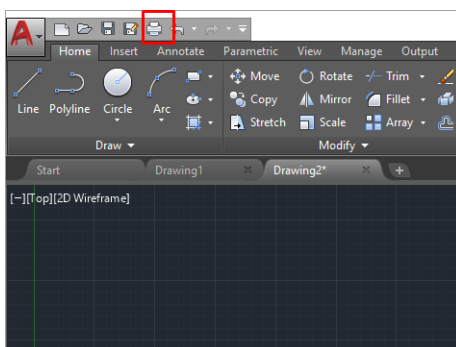 A
Home Insert Annotate Parametric View Manage Output
Line Polyline Circle Arc
Move Rotate Trim
Copy Mirror Fillet
Stretch Scale Array
Draw Modify
Start Drawing1 Drawing2*
[−][Top][2D Wireframe]